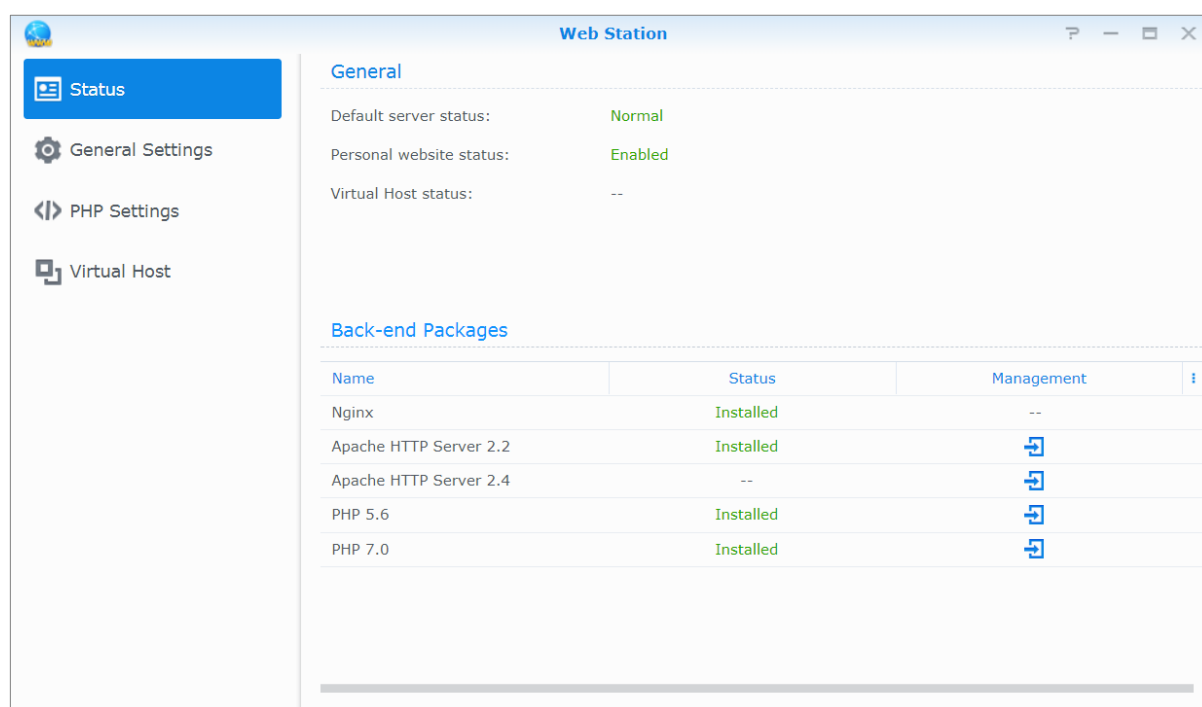 Web Station
Status
General Settings
PHP Settings
Virtual Host
General
Default server status: Normal
Personal website status: Enabled
Virtual Host status: --
Back-end Packages
Name Status Management
Nginx Installed --
Apache HTTP Server 2.2 Installed
Apache HTTP Server 2.4 --
PHP 5.6 Installed
PHP 7.0 Installed